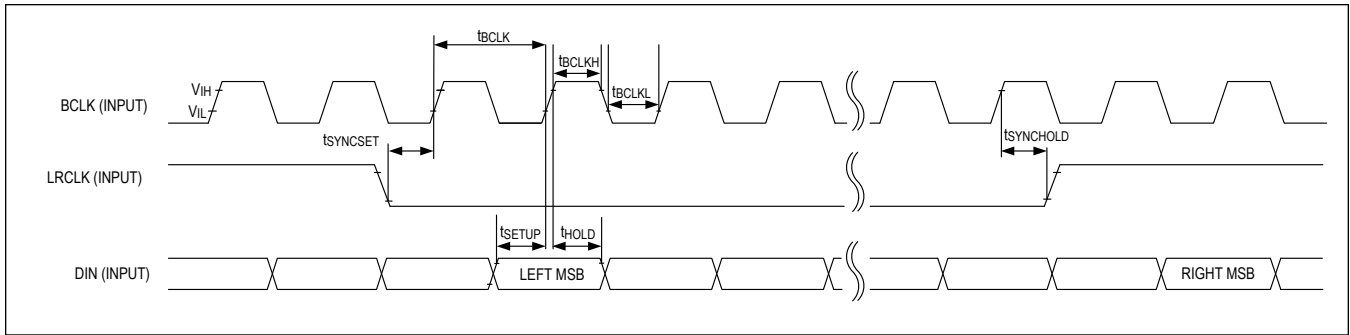 tBCLK
tBCLKH
tBCLKL
VIH
VIL
BCLK (INPUT)
tSYNCSET
tSYNCHOLD
LRCLK (INPUT)
tSETUP
tHOLD
DIN (INPUT)
LEFT MSB
RIGHT MSB